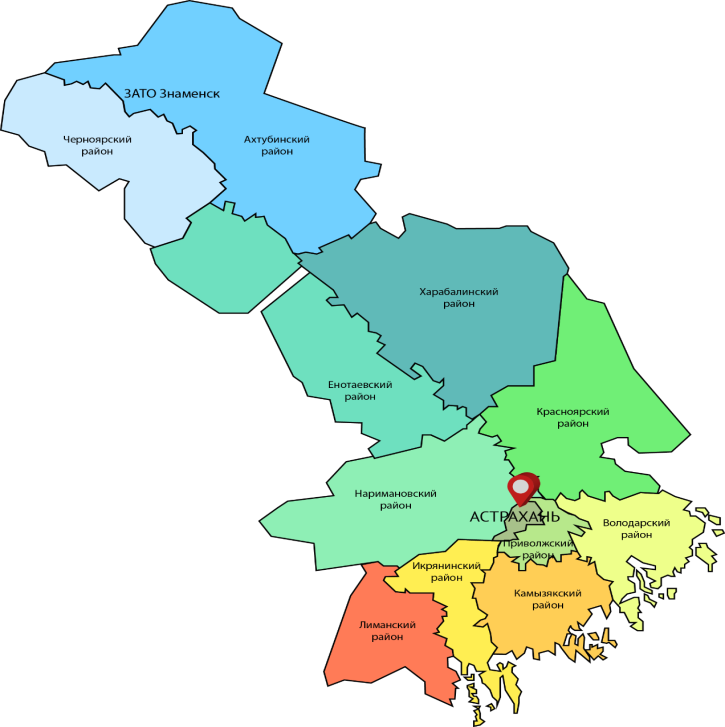 ЗАТО Знаменск
Черноярский
район
Ахтубинский
район
Харабалинский
район
Енотаевский
район
Красноярский
район
Наримановский
район
АСТРАХАНЬ
Володарский
район
Приволжский
район
Икрянинский
район
Камызякский
район
Лиманский
район